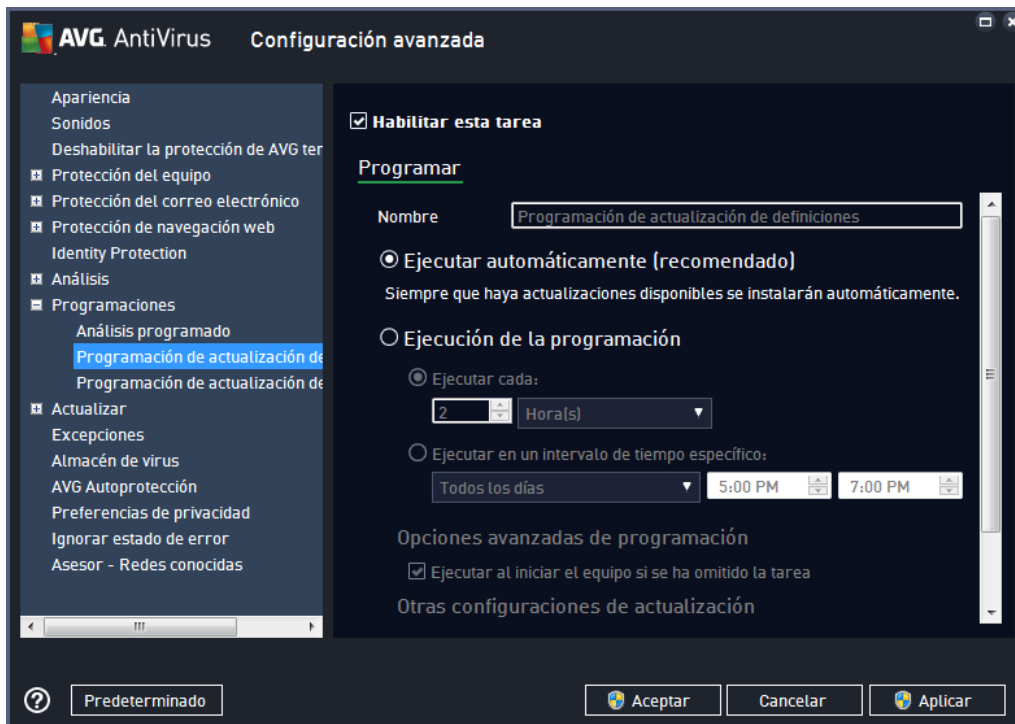 AVG AntiVirus Configuración avanzada
Apariencia
Sonidos
Deshabilitar la protección de AVG ter
Protección del equipo
Protección del correo electrónico
Protección de navegación web
Identity Protection
Análisis
Programaciones
Análisis programado
Programación de actualización de
Programación de actualización de
Actualizar
Excepciones
Almacén de virus
AVG Autoprotección
Preferencias de privacidad
Ignorar estado de error
Asesor - Redes conocidas
Habilitar esta tarea
Programar
Nombre Programación de actualización de definiciones
Ejecutar automáticamente (recomendado)
Siempre que haya actualizaciones disponibles se instalarán automáticamente.
Ejecución de la programación
Ejecutar cada:
2 Hora(s)
Ejecutar en un intervalo de tiempo específico:
Todos los días 5:00 PM 7:00 PM
Opciones avanzadas de programación
Ejecutar al iniciar el equipo si se ha omitido la tarea
Otras configuraciones de actualización
? Predeterminado Aceptar Cancelar Aplicar